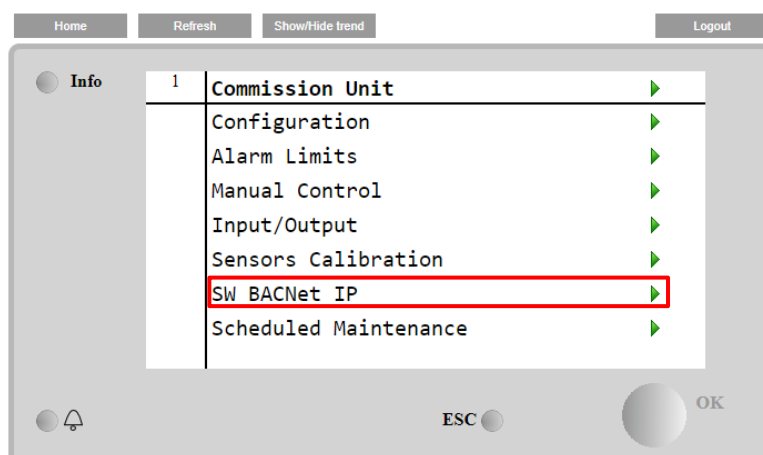 Home Refresh Show/Hide trend Logout
Info
1 Commission Unit
Configuration
Alarm Limits
Manual Control
Input/Output
Sensors Calibration
SW BACNet IP
Scheduled Maintenance
ESC OK